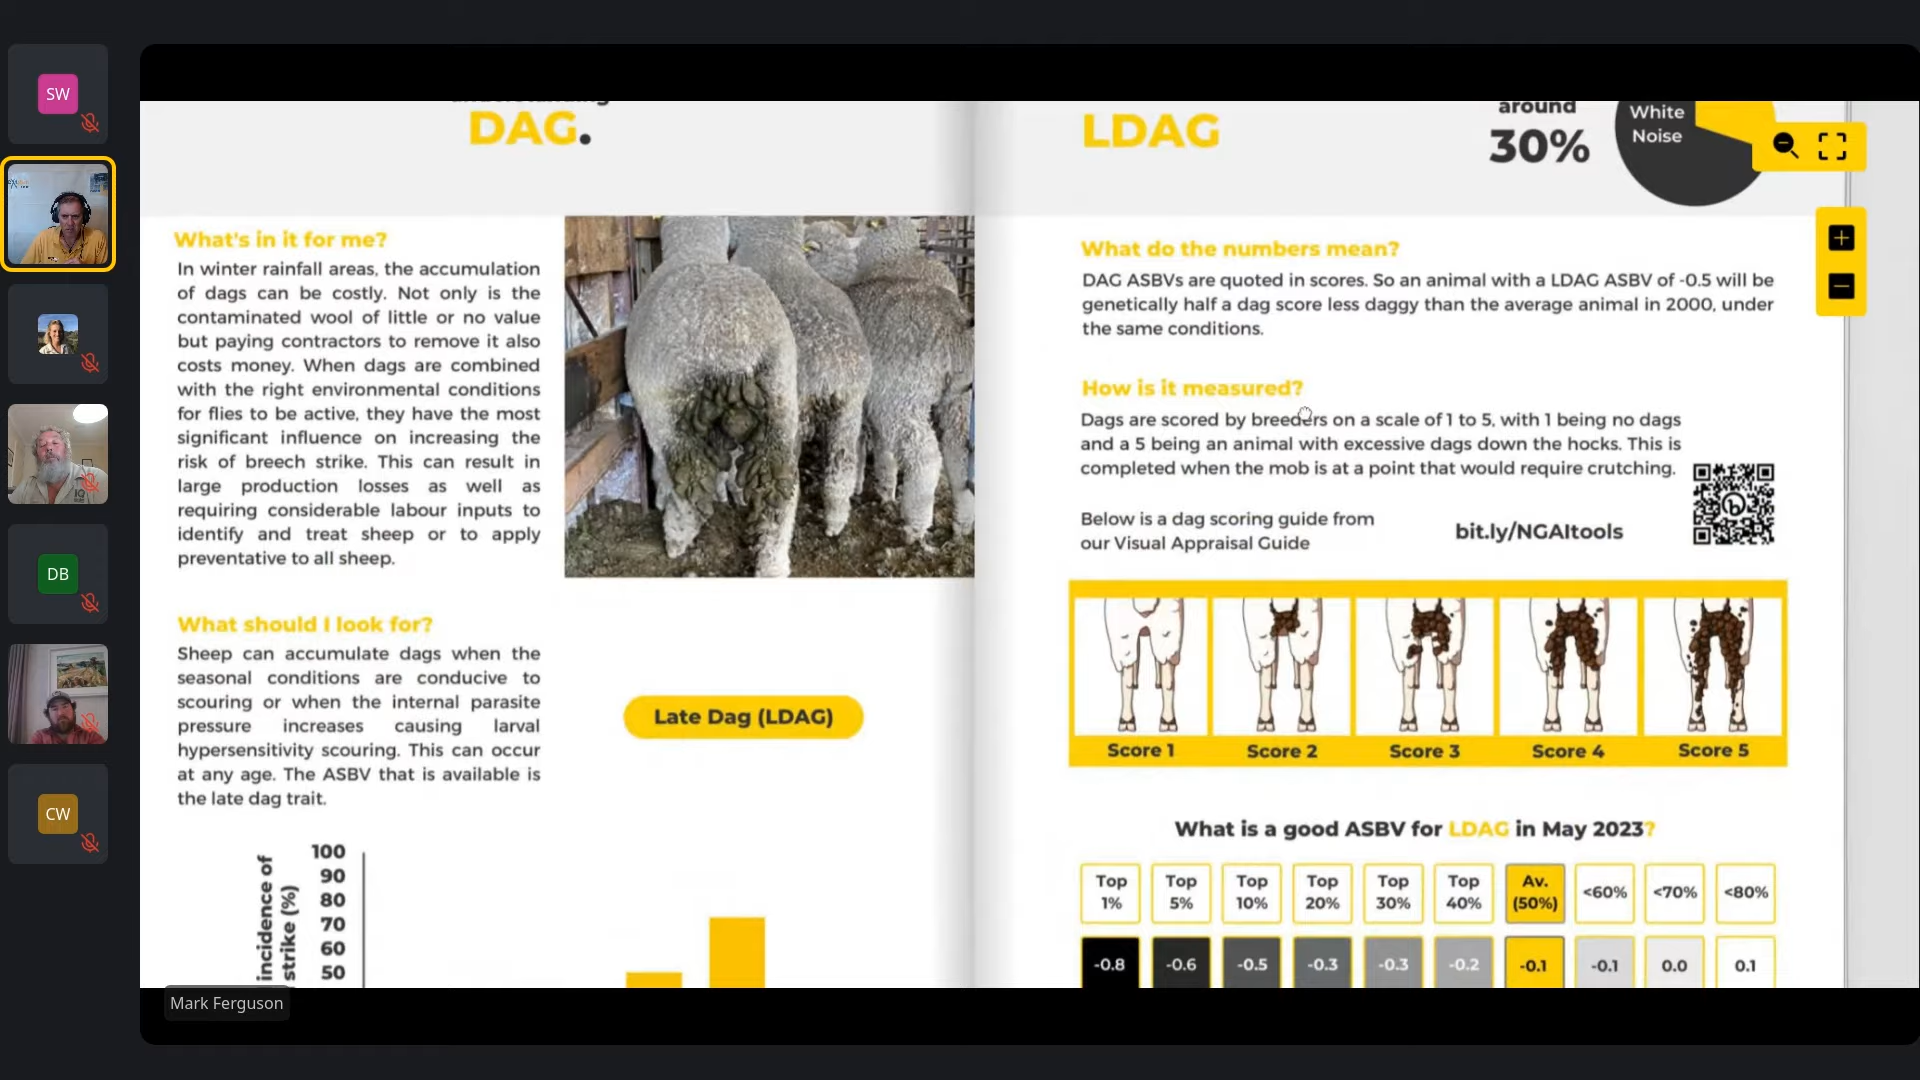 SW
DB
CW
understanding
DAG.
What's in it for me?
In winter rainfall areas, the accumulation
of dags can be costly. Not only is the
contaminated wool of little or no value
but paying contractors to remove it also
costs money. When dags are combined
with the right environmental conditions
for flies to be active, they have the most
significant influence on increasing the
risk of breech strike. This can result in
large production losses as well as
requiring considerable labour inputs to
identify and treat sheep or to apply
preventative to all sheep.
What should I look for?
Sheep can accumulate dags when the
seasonal conditions are conducive to
scouring or when the internal parasite
pressure increases causing larval
hypersensitivity scouring. This can occur
at any age. The ASBV that is available is
the late dag trait.
Late Dag (LDAG)
incidence of
strike (%)
100
90
80
70
60
50
Mark Ferguson
LDAG
around
30%
White
Noise
What do the numbers mean?
DAG ASBVs are quoted in scores. So an animal with a LDAG ASBV of -0.5 will be
genetically half a dag score less daggy than the average animal in 2000, under
the same conditions.
How is it measured?
Dags are scored by breeders on a scale of 1 to 5, with 1 being no dags
and a 5 being an animal with excessive dags down the hocks. This is
completed when the mob is at a point that would require crutching.
Below is a dag scoring guide from
our Visual Appraisal Guide
bit.ly/NGAItools
Score 1 Score 2 Score 3 Score 4 Score 5
What is a good ASBV for LDAG in May 2023?
Top Top Top Top Top Top Av. <60% <70% <80%
1% 5% 10% 20% 30% 40% (50%)
-0.8 -0.6 -0.5 -0.3 -0.3 -0.2 -0.1 -0.1 0.0 0.1